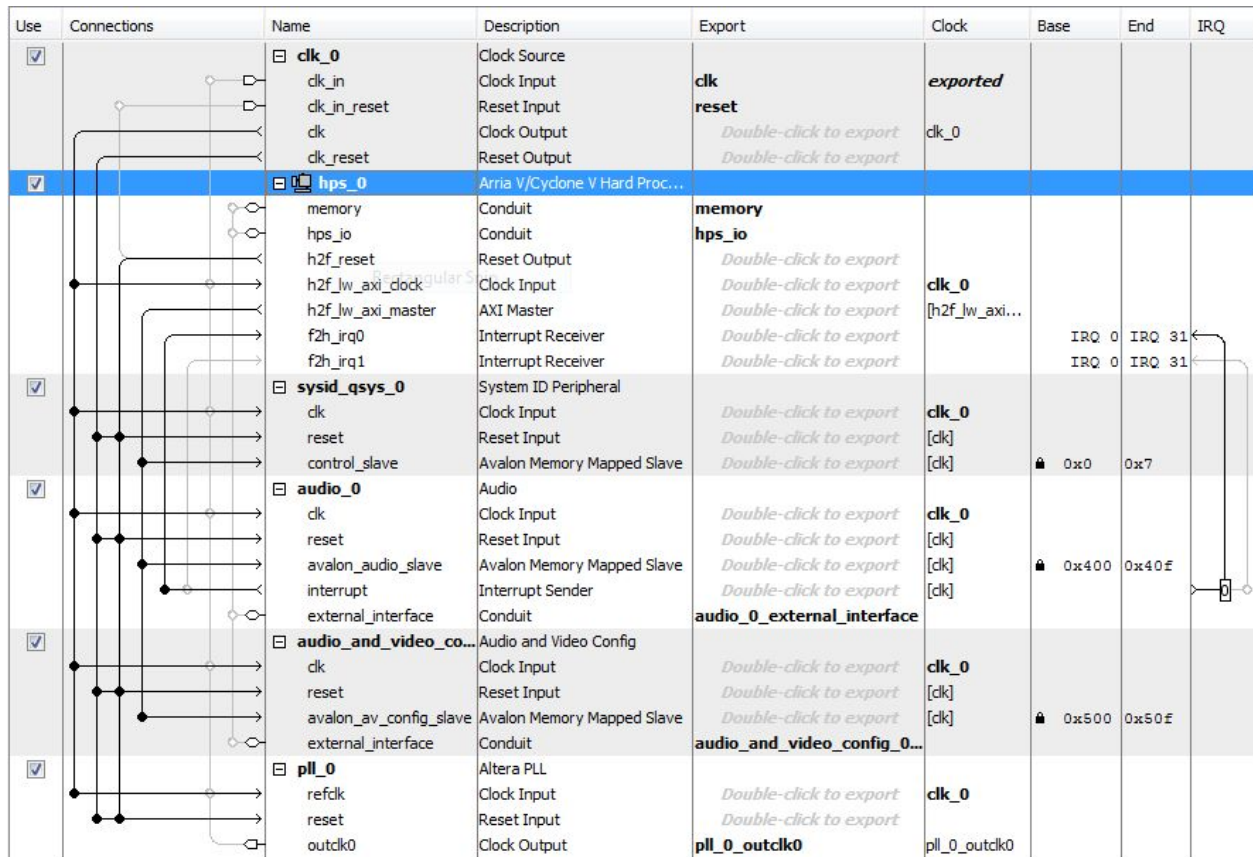 Use Connections Name Description Export Clock Base End IRQ
clk_0 Clock Source
clk_in Clock Input clk exported
clk_in_reset Reset Input reset
clk Clock Output Double-click to export clk_0
clk_reset Reset Output Double-click to export
hps_0 Arria V/Cyclone V Hard Proc...
memory Conduit memory
hps_io Conduit hps_io
h2f_reset Reset Output Double-click to export
h2f_lw_axi_clock Clock Input Double-click to export clk_0
h2f_lw_axi_master AXI Master Double-click to export [h2f_lw_axi...
f2h_irq0 Interrupt Receiver Double-click to export IRQ 0 IRQ 31
f2h_irq1 Interrupt Receiver Double-click to export IRQ 0 IRQ 31
sysid_qsys_0 System ID Peripheral
clk Clock Input Double-click to export clk_0
reset Reset Input Double-click to export [clk]
control_slave Avalon Memory Mapped Slave Double-click to export [clk] 0x0 0x7
audio_0 Audio
clk Clock Input Double-click to export clk_0
reset Reset Input Double-click to export [clk]
avalon_audio_slave Avalon Memory Mapped Slave Double-click to export [clk] 0x400 0x40f
interrupt Interrupt Sender Double-click to export [clk] 0
external_interface Conduit audio_0_external_interface
audio_and_video_co... Audio and Video Config
clk Clock Input Double-click to export clk_0
reset Reset Input Double-click to export [clk]
avalon_av_config_slave Avalon Memory Mapped Slave Double-click to export [clk] 0x500 0x50f
external_interface Conduit audio_and_video_config_0...
pll_0 Altera PLL
refclk Clock Input Double-click to export clk_0
reset Reset Input Double-click to export
outclk0 Clock Output pll_0_outclk0 pll_0_outclk0